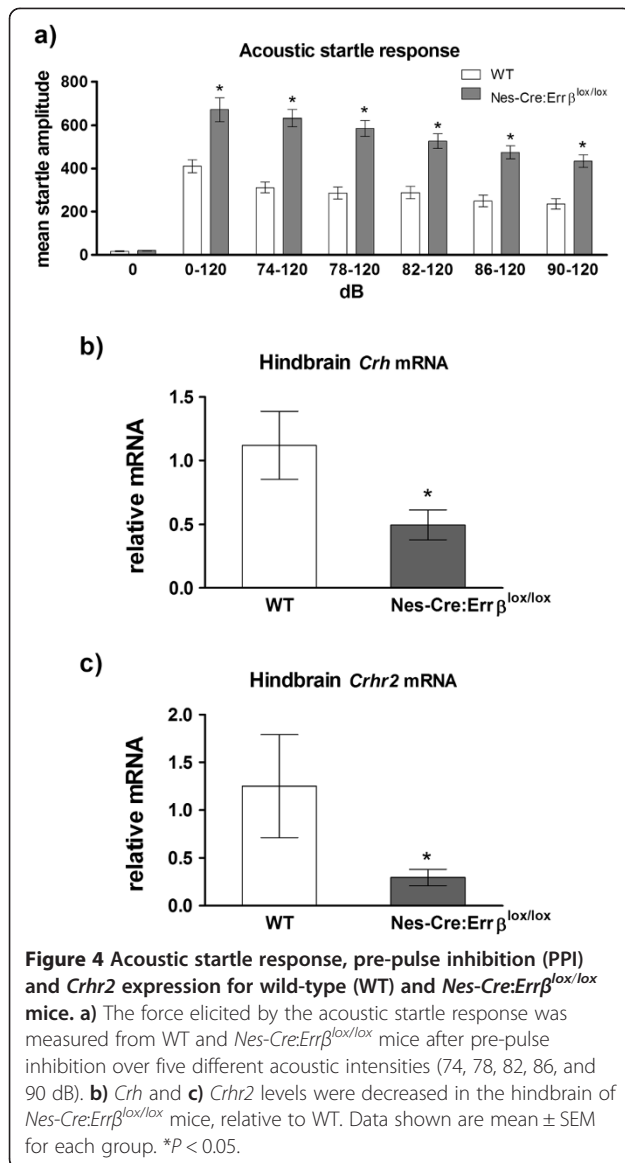 a)
Acoustic startle response
WT
Nes-Cre:Errβlox/lox
mean startle amplitude
800
600
400
200
0
* * * * * *
0 0-120 74-120 78-120 82-120 86-120 90-120
dB
b)
Hindbrain Crh mRNA
relative mRNA
1.5
1.0
0.5
0.0
*
WT Nes-Cre:Errβlox/lox
c)
Hindbrain Crhr2 mRNA
relative mRNA
2.0
1.5
1.0
0.5
0.0
*
WT Nes-Cre:Errβlox/lox
Figure 4 Acoustic startle response, pre-pulse inhibition (PPI)
and Crhr2 expression for wild-type (WT) and Nes-Cre:Errβlox/lox
mice. a) The force elicited by the acoustic startle response was
measured from WT and Nes-Cre:Errβlox/lox mice after pre-pulse
inhibition over five different acoustic intensities (74, 78, 82, 86, and
90 dB). b) Crh and c) Crhr2 levels were decreased in the hindbrain of
Nes-Cre:Errβlox/lox mice, relative to WT. Data shown are mean ± SEM
for each group. *P < 0.05.